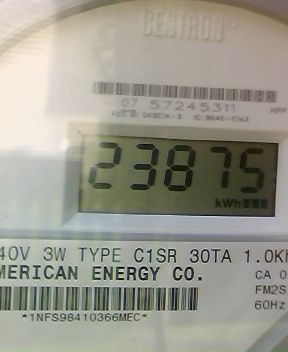 CENTRON
07 57245311
23875
kWh
40V 3W TYPE C1SR 30TA 1.0K
MERICAN ENERGY CO.
CA 0
FM2S
60Hz
*1NFS98410366MEC*